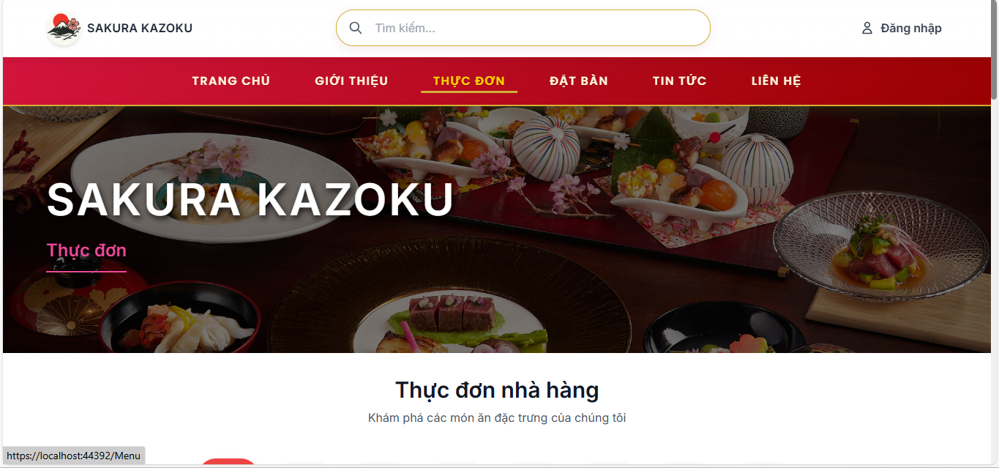 SAKURA KAZOKU
Tìm kiếm...
Đăng nhập
TRANG CHỦ GIỚI THIỆU THỰC ĐƠN ĐẶT BÀN TIN TỨC LIÊN HỆ
SAKURA KAZOKU
Thực đơn
Thực đơn nhà hàng
Khám phá các món ăn đặc trưng của chúng tôi
https://localhost:44392/Menu